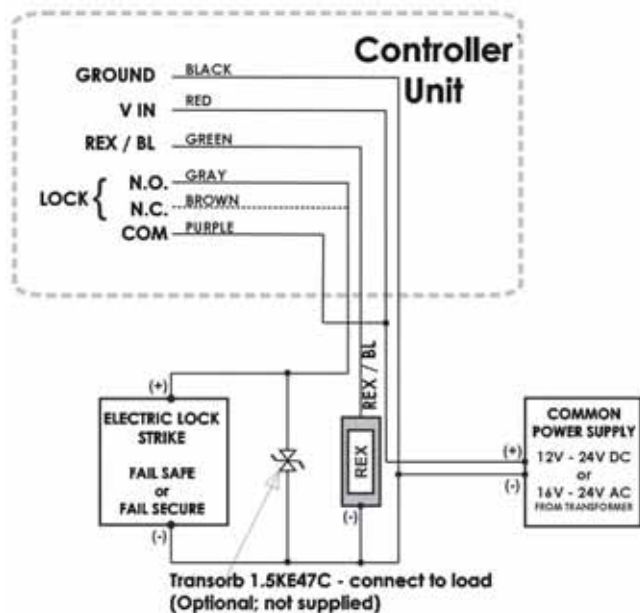 Controller
Unit
GROUND BLACK
V IN RED
REX / BL GREEN
LOCK { N.O. GRAY
N.C. BROWN
COM PURPLE
REX / BL
(+)
ELECTRIC LOCK
STRIKE
FAIL SAFE
or
FAIL SECURE
(-)
REX
(-)
COMMON
POWER SUPPLY
(+) 12V - 24V DC
or
(-) 16V - 24V AC
FROM TRANSFORMER
Transorb 1.5KE47C - connect to load
(Optional; not supplied)